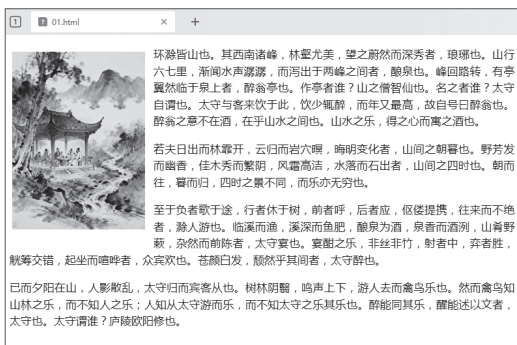 1 01.html × +
环滁皆山也。其西南诸峰，林壑尤美，望之蔚然而深秀者，琅琊也。山行
六七里，渐闻水声潺潺，而泻出于两峰之间者，酿泉也。峰回路转，有亭
翼然临于泉上者，醉翁亭也。作亭者谁？山之僧智仙也。名之者谁？太守
自谓也。太守与客来饮于此，饮少辄醉，而年又最高，故自号曰醉翁也。
醉翁之意不在酒，在乎山水之间也。山水之乐，得之心而寓之酒也。
若夫日出而林霏开，云归而岩穴暝，晦明变化者，山间之朝暮也。野芳发
而幽香，佳木秀而繁阴，风霜高洁，水落而石出者，山间之四时也。朝而
往，暮而归，四时之景不同，而乐亦无穷也。
至于负者歌于途，行者休于树，前者呼，后者应，伛偻提携，往来而不绝
者，滁人游也。临溪而渔，溪深而鱼肥，酿泉为酒，泉香而酒洌，山肴野
蔌，杂然而前陈者，太守宴也。宴酣之乐，非丝非竹，射者中，弈者胜，
觥筹交错，起坐而喧哗者，众宾欢也。苍颜白发，颓然乎其间者，太守醉也。
已而夕阳在山，人影散乱，太守归而宾客从也。树林阴翳，鸣声上下，游人去而禽鸟乐也。然而禽鸟知
山林之乐，而不知人之乐；人知从太守游而乐，而不知太守之乐其乐也。醉能同其乐，醒能述以文者，
太守也。太守谓谁？庐陵欧阳修也。